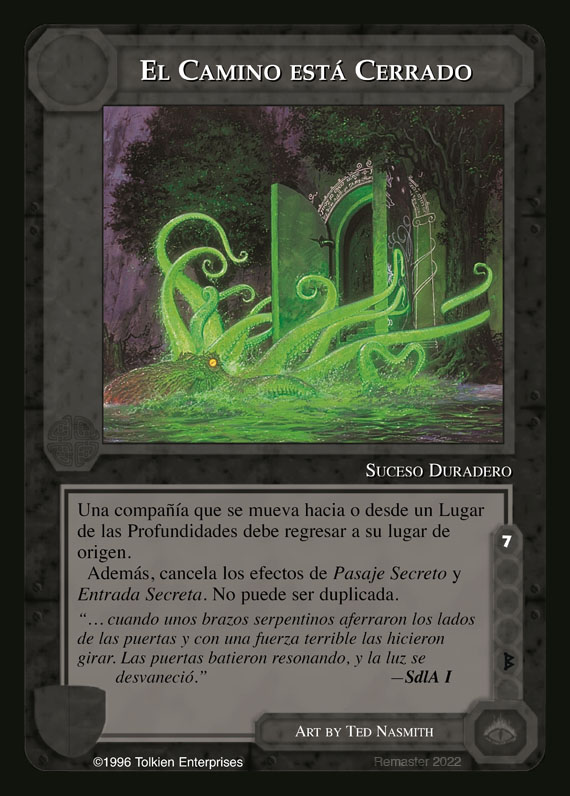 El Camino está Cerrado
Suceso Duradero
Una compañía que se mueva hacia o desde un Lugar
de las Profundidades debe regresar a su lugar de
origen.
Además, cancela los efectos de Pasaje Secreto y
Entrada Secreta. No puede ser duplicada.
“… cuando unos brazos serpentinos aferraron los lados
de las puertas y con una fuerza terrible las hicieron
girar. Las puertas batieron resonando, y la luz se
desvaneció.” —SdlA I
7
Art by Ted Nasmith
©1996 Tolkien Enterprises
Remaster 2022